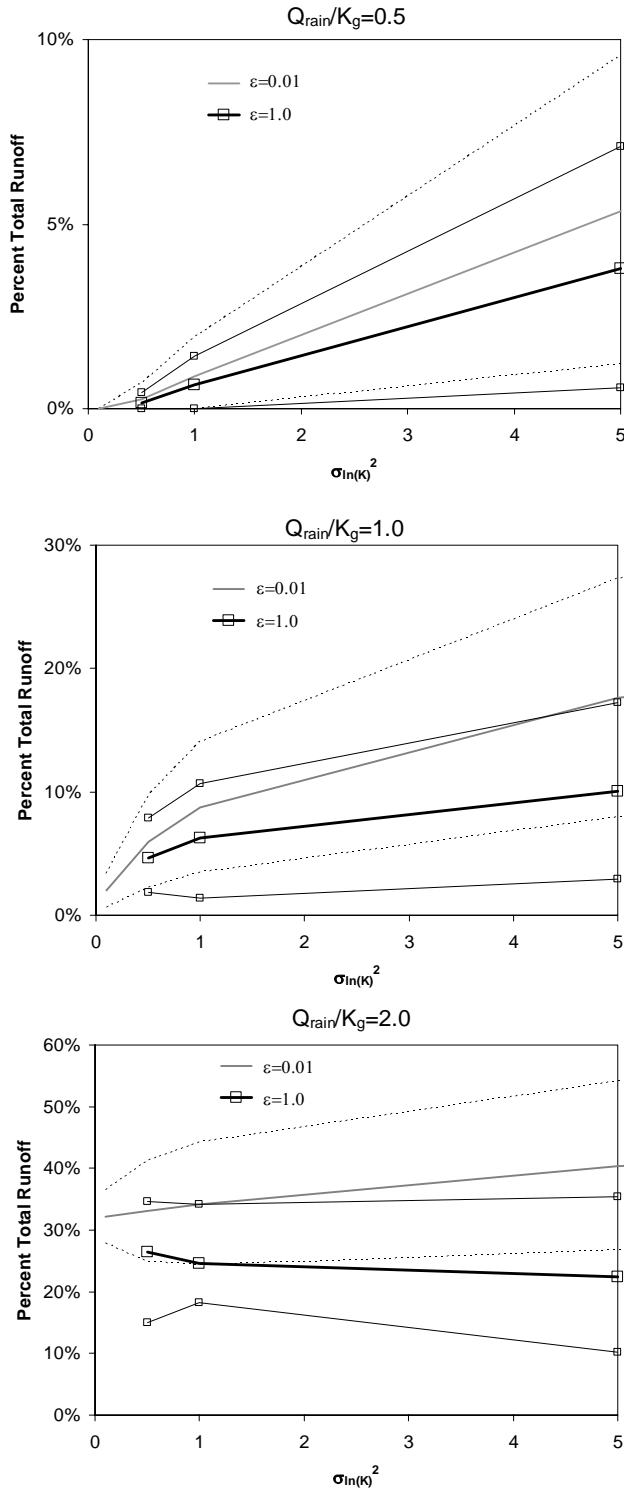 Q_rain/K_g=0.5
10%
ε=0.01
ε=1.0
Percent Total Runoff
5%
0%
0 1 2 3 4 5
σ_ln(K)²
Q_rain/K_g=1.0
30%
ε=0.01
ε=1.0
20%
Percent Total Runoff
10%
0%
0 1 2 3 4 5
σ_ln(K)²
Q_rain/K_g=2.0
60%
ε=0.01
ε=1.0
50%
40%
Percent Total Runoff
30%
20%
10%
0%
0 1 2 3 4 5
σ_ln(K)²